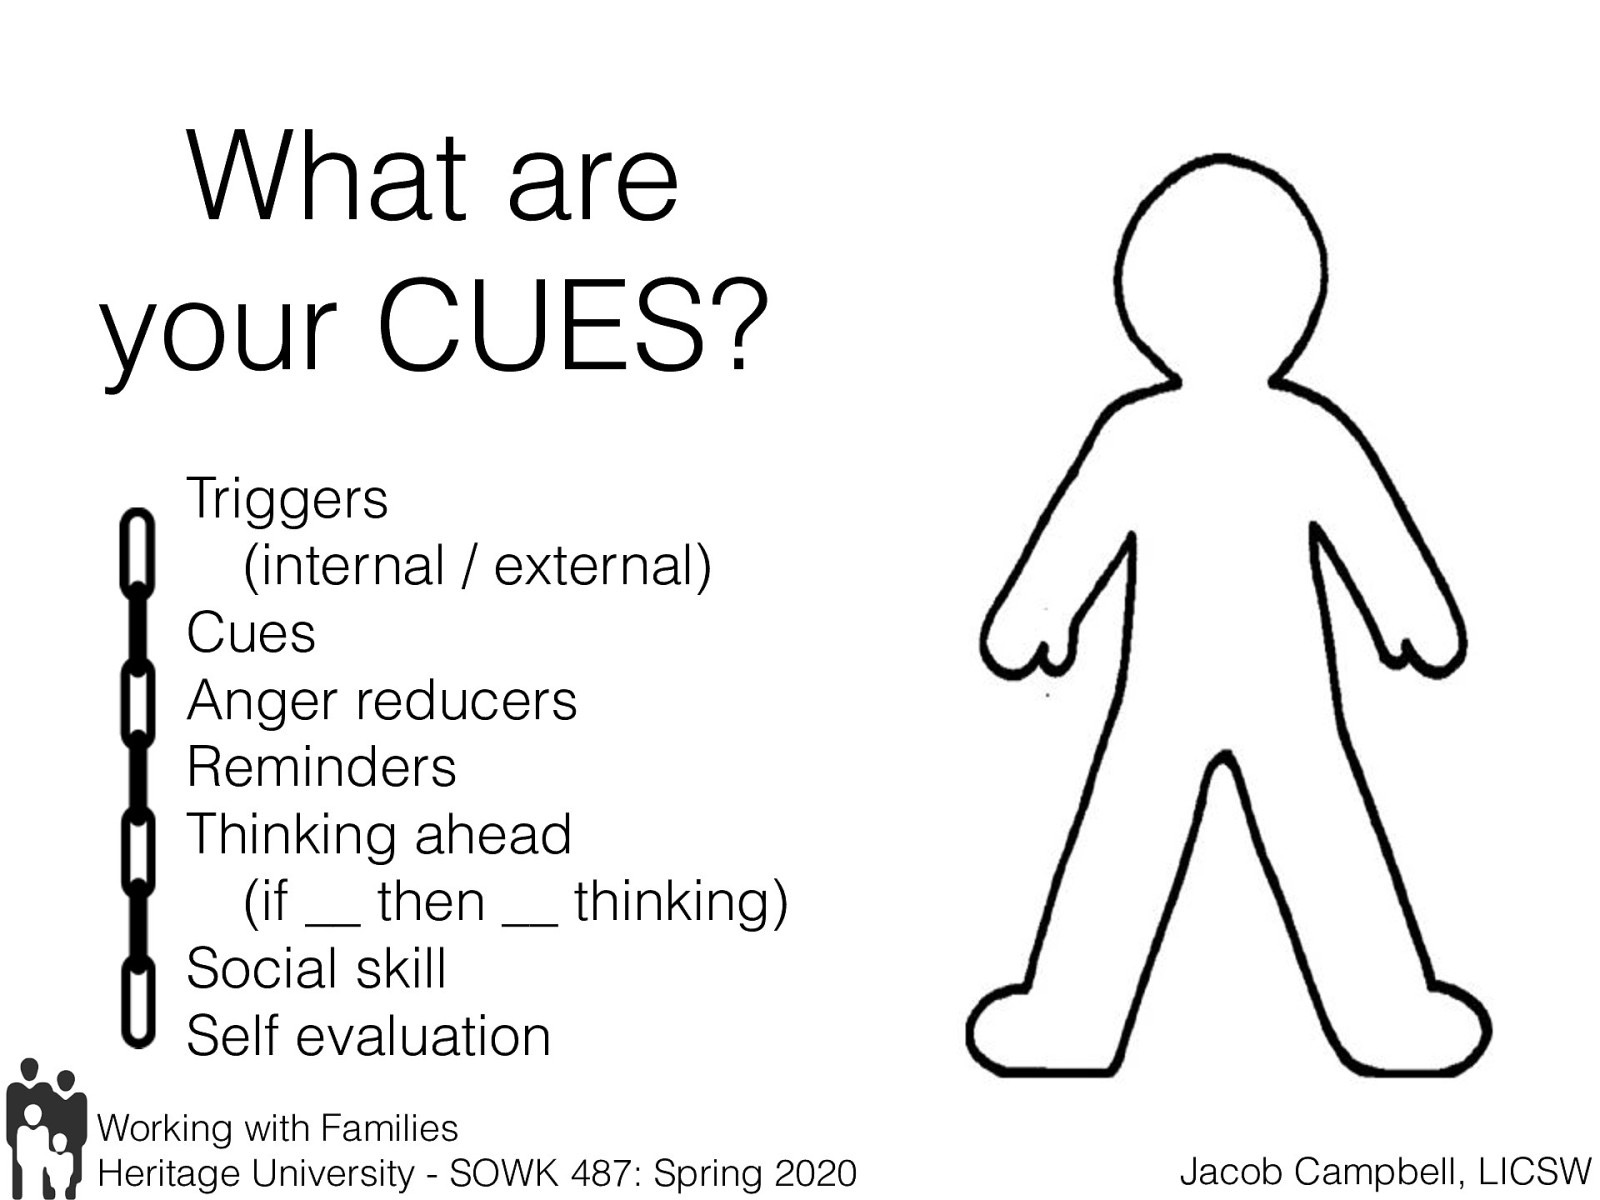 What are
your CUES?
Triggers
(internal / external)
Cues
Anger reducers
Reminders
Thinking ahead
(if __ then __ thinking)
Social skill
Self evaluation
Working with Families
Heritage University - SOWK 487: Spring 2020
Jacob Campbell, LICSW